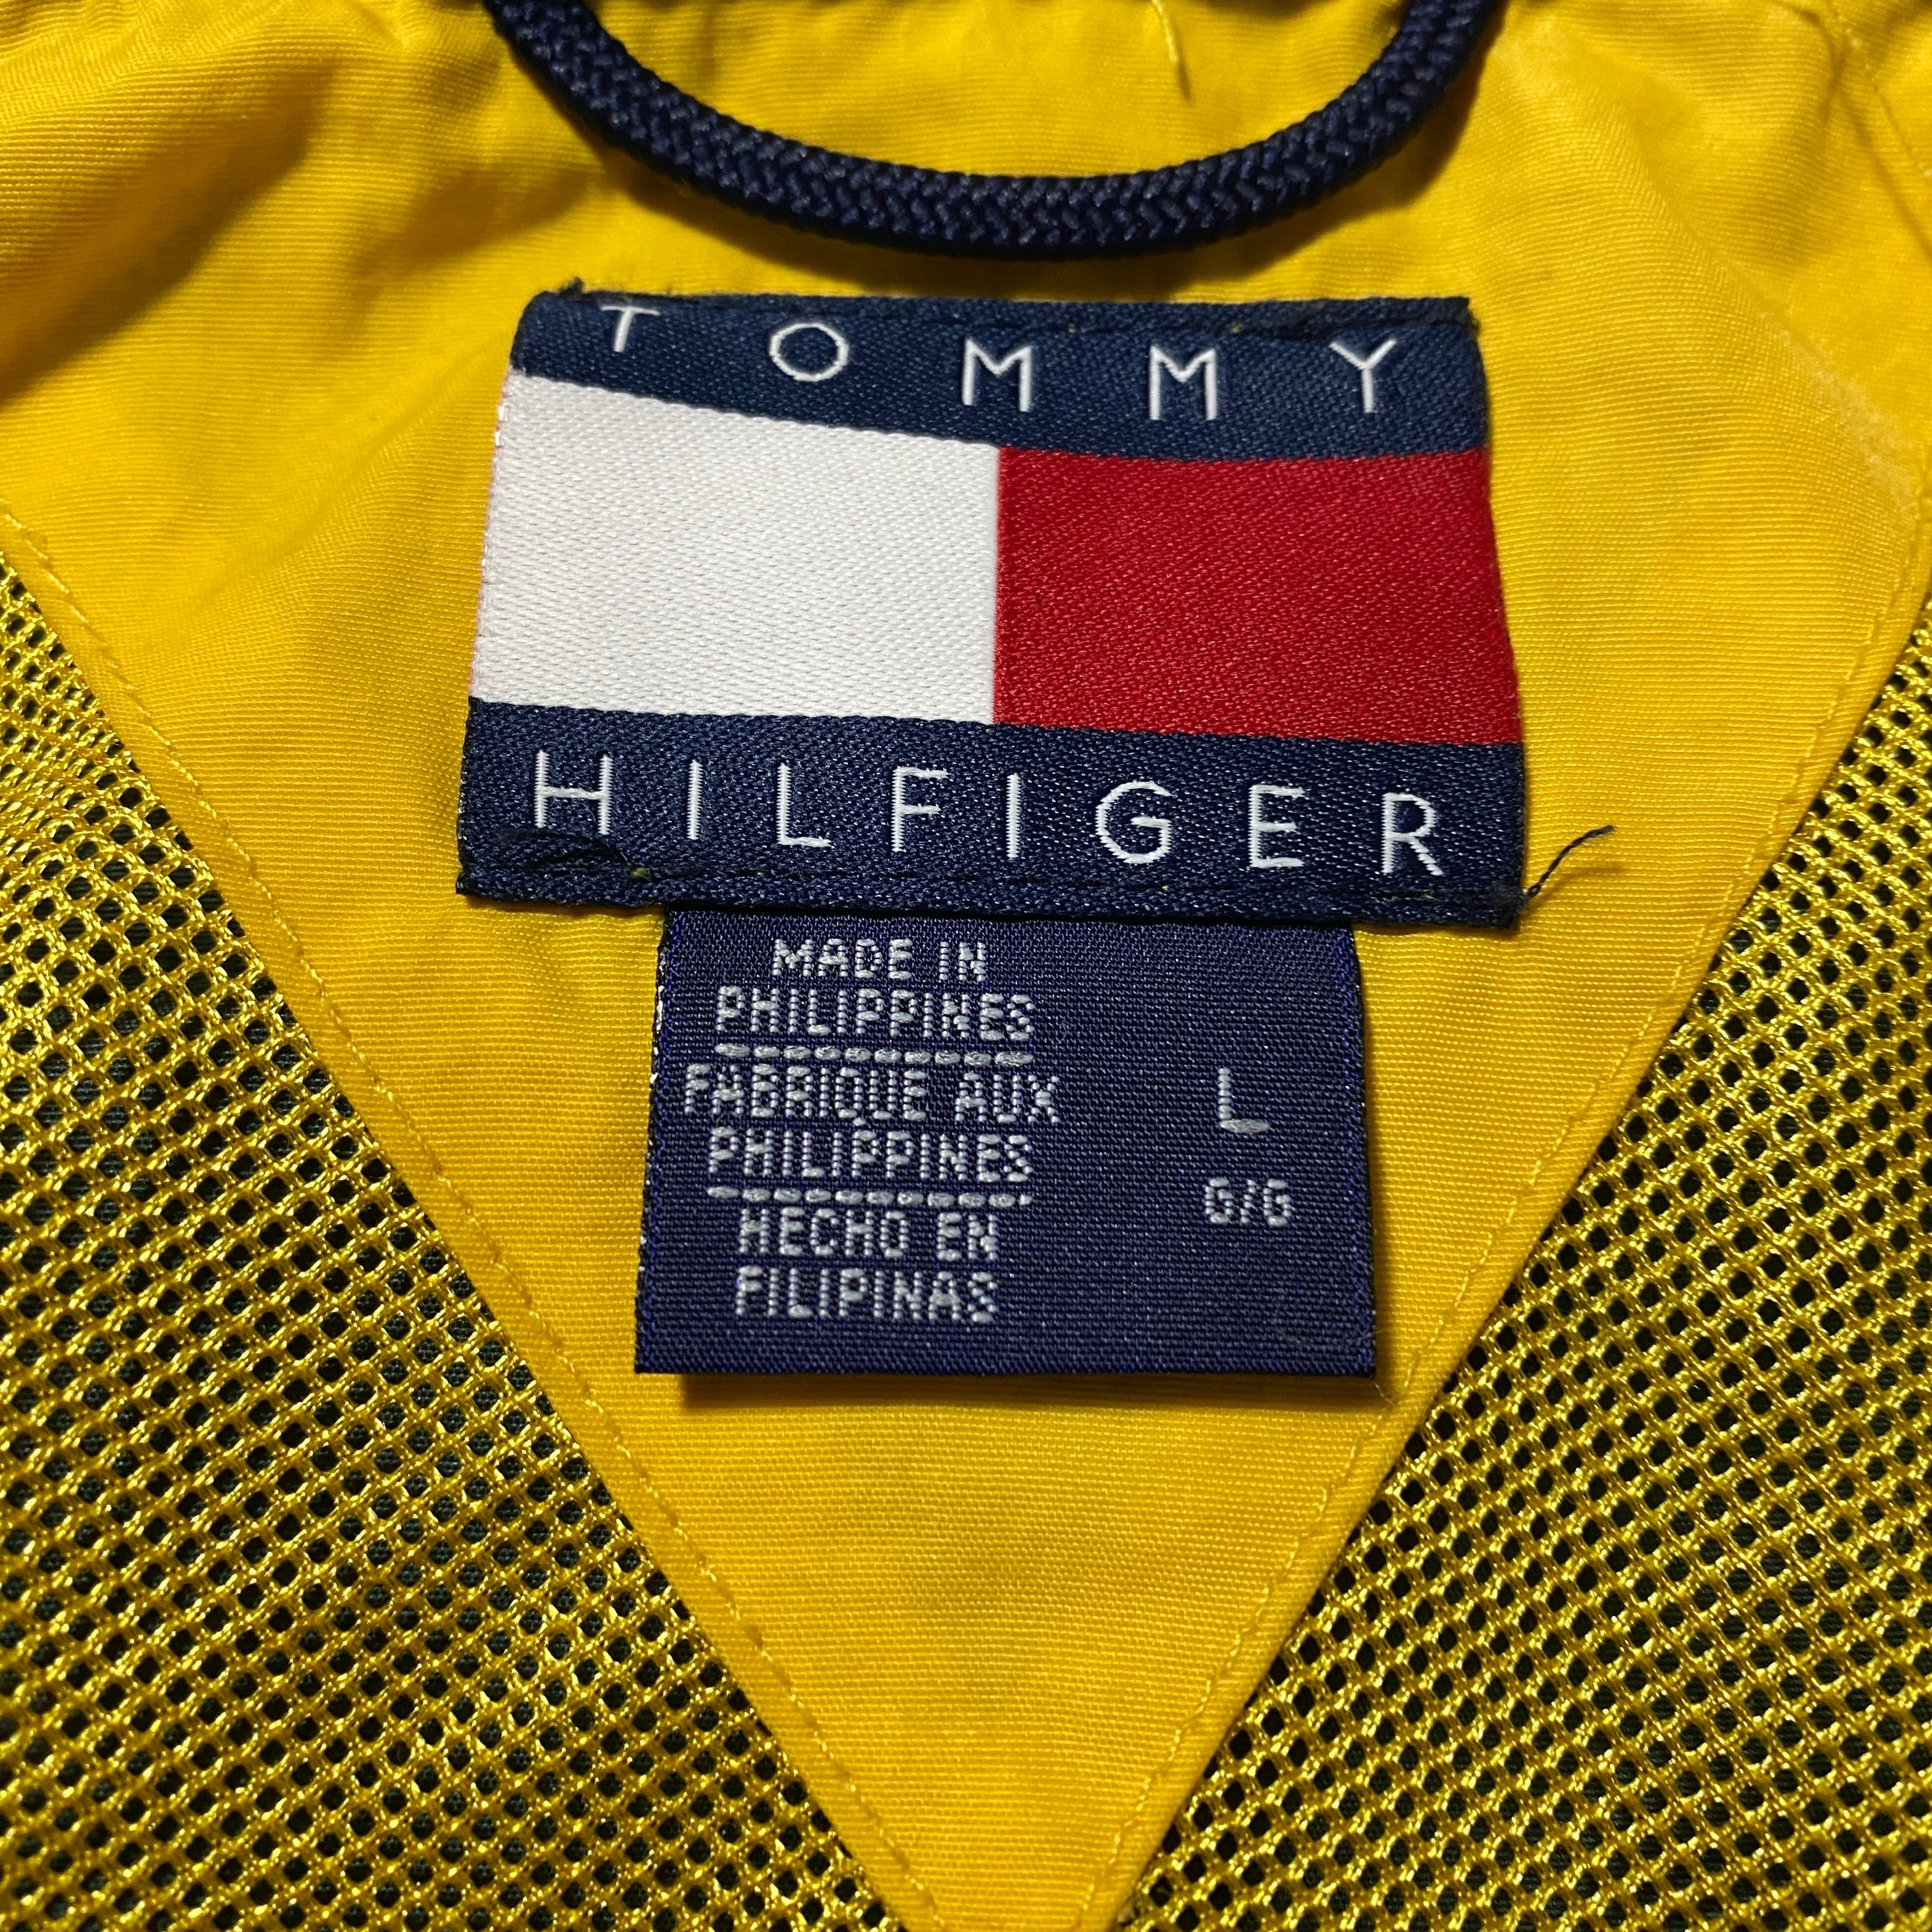 TOMMY
HILFIGER
MADE IN
PHILIPPINES
FABRIQUE AUX
PHILIPPINES
HECHO EN
FILIPINAS
L
G/G